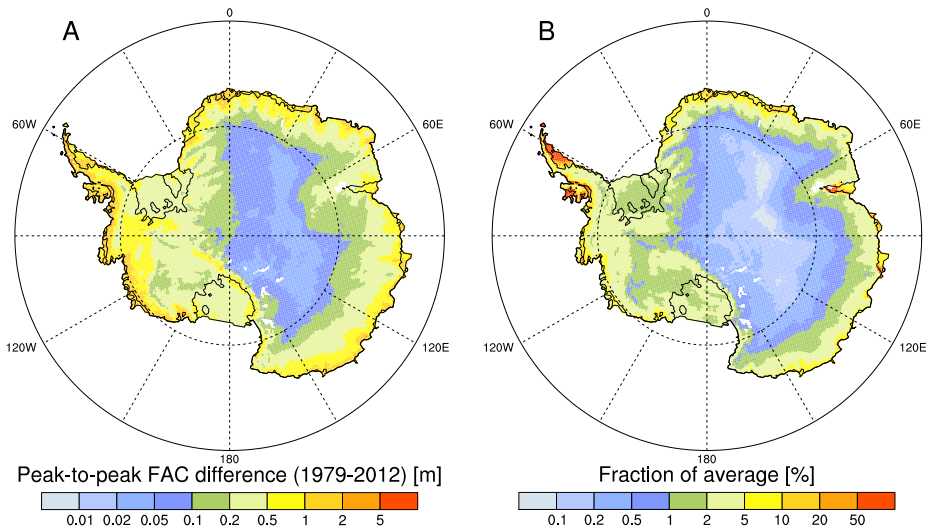 A
B
0
0
60W
60E
60W
60E
120W
120E
120W
120E
180
180
Peak-to-peak FAC difference (1979-2012) [m]
Fraction of average [%]
0.01 0.02 0.05 0.1 0.2 0.5 1 2 5
0.1 0.2 0.5 1 2 5 10 20 50